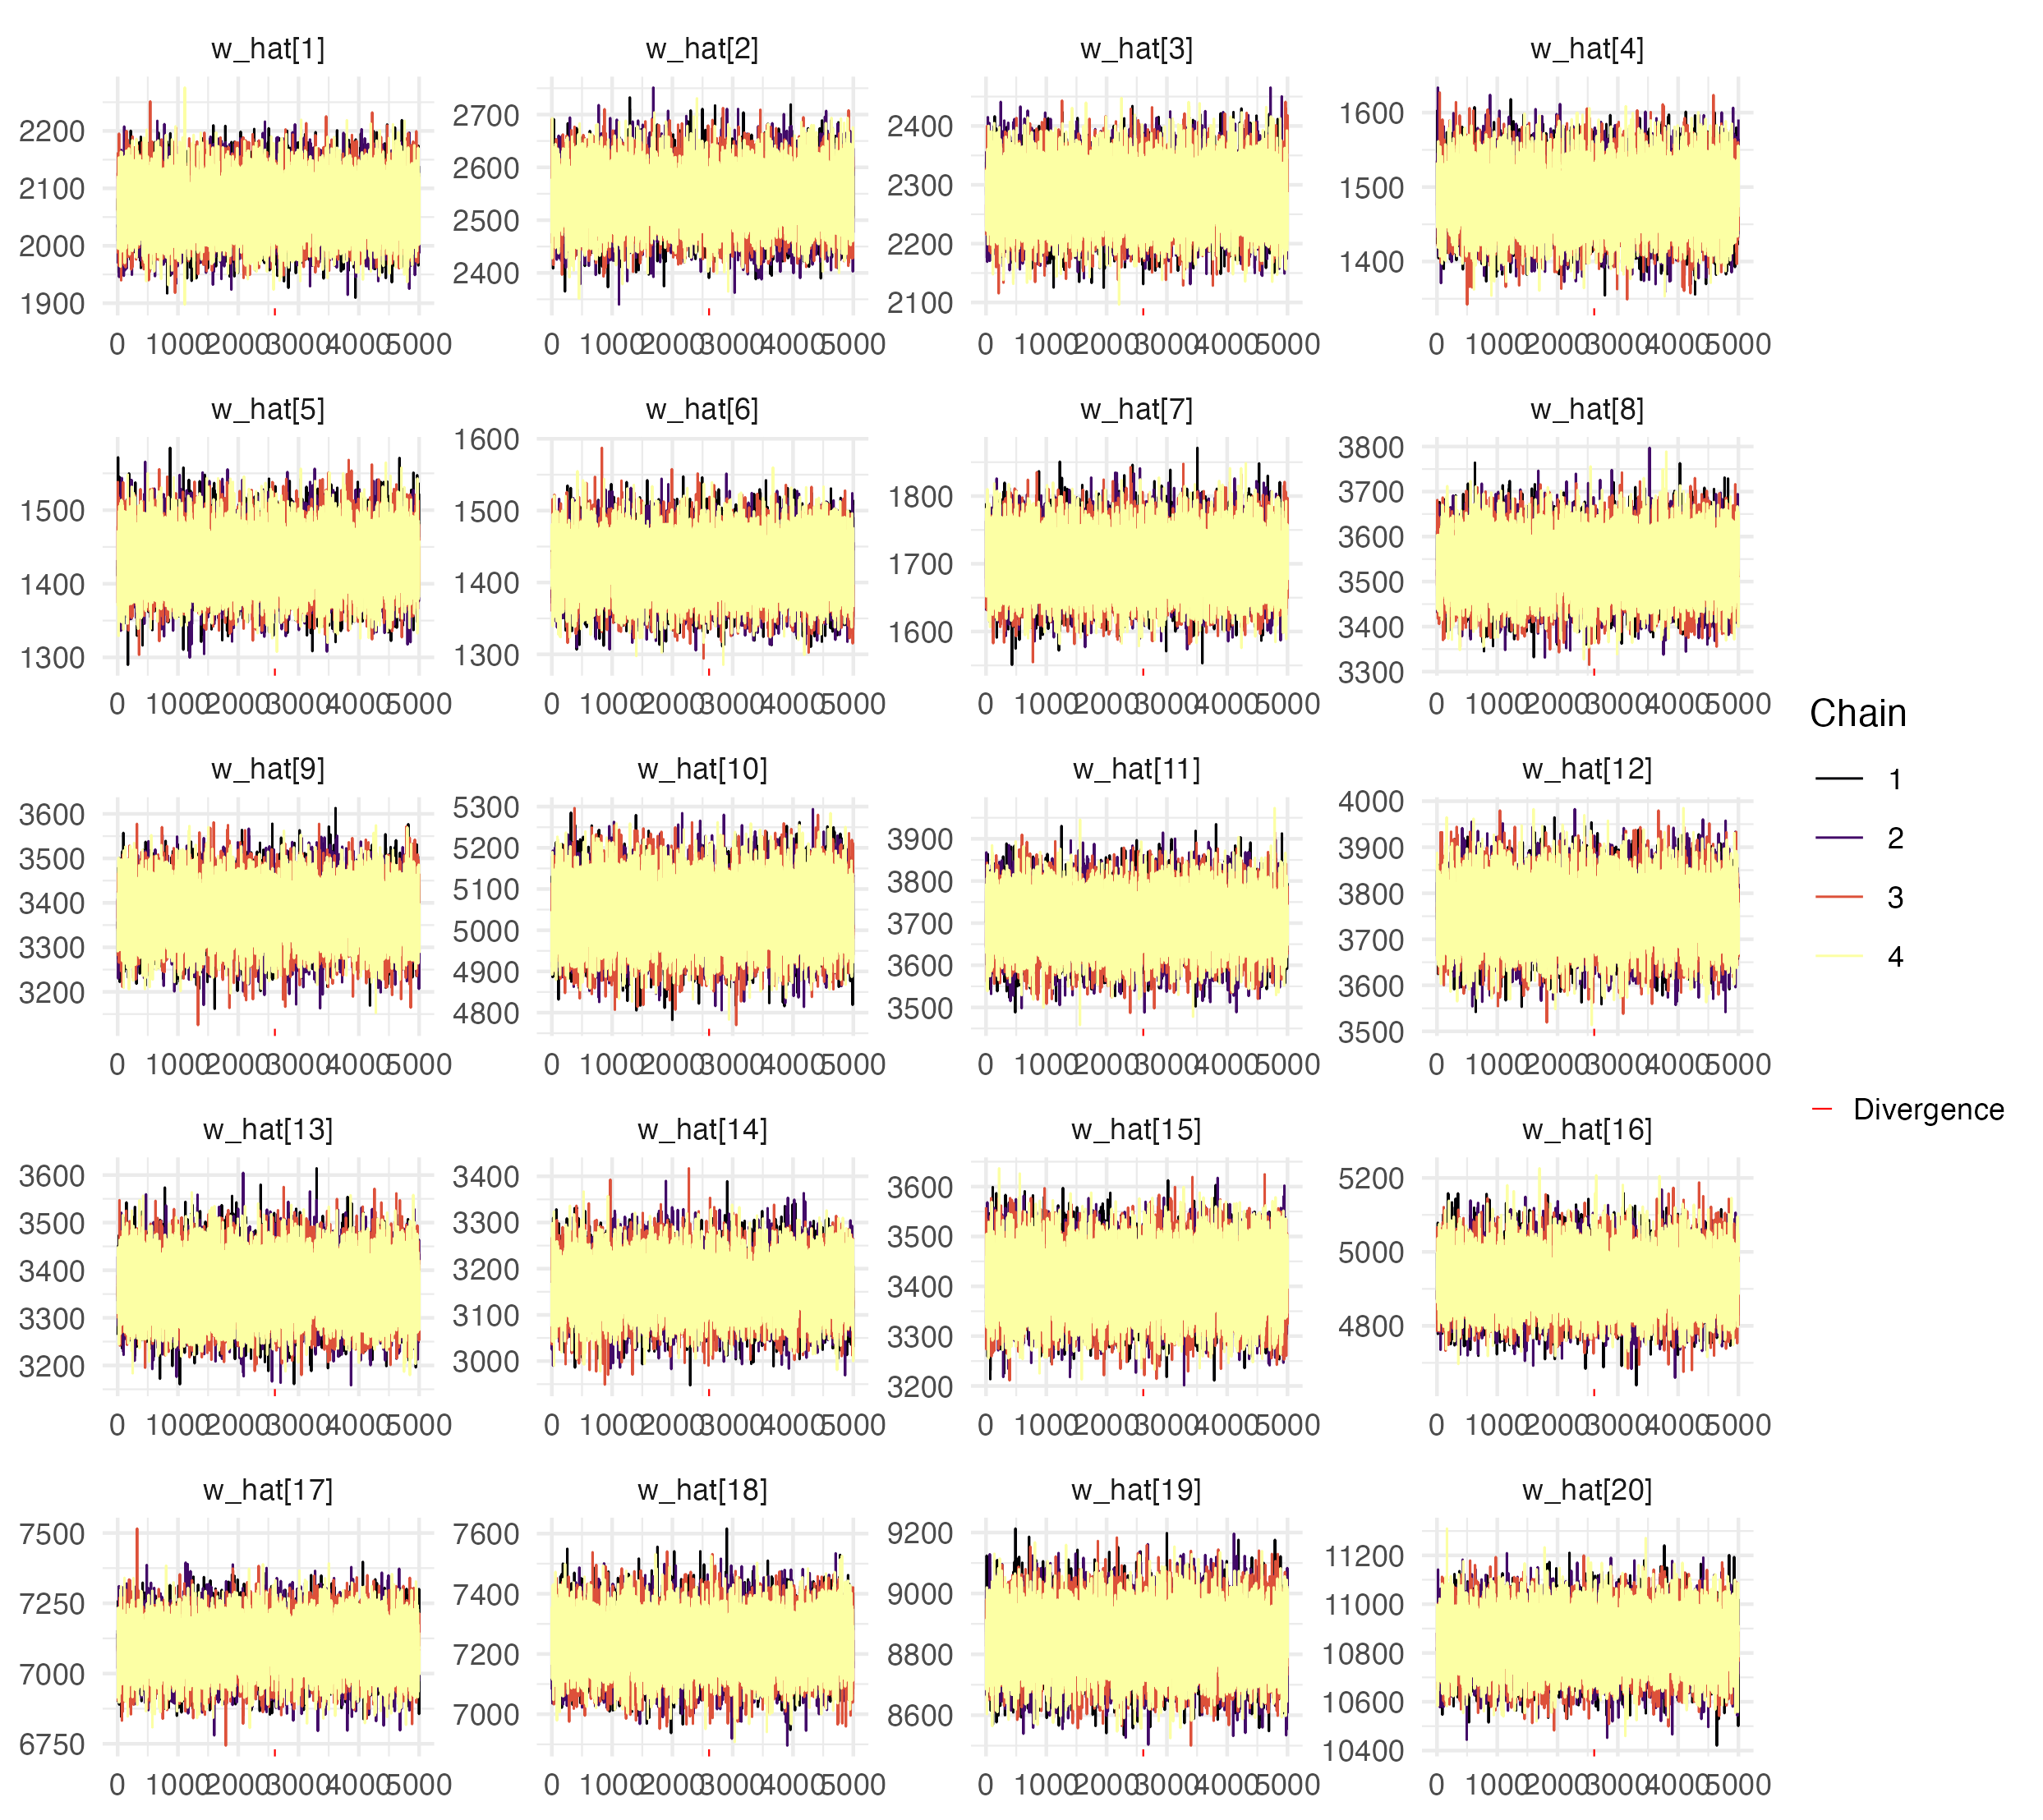 w_hat[1] w_hat[2] w_hat[3] w_hat[4]
2200 2100 2000 1900
2700 2600 2500 2400
2400 2300 2200 2100
1600 1500 1400
0 1000 2000 3000 4000 5000 0 1000 2000 3000 4000 5000 0 1000 2000 3000 4000 5000 0 1000 2000 3000 4000 5000
w_hat[5] w_hat[6] w_hat[7] w_hat[8]
1500 1400 1300
1600 1500 1400 1300
1800 1700 1600
3800 3700 3600 3500 3400 3300
0 1000 2000 3000 4000 5000 0 1000 2000 3000 4000 5000 0 1000 2000 3000 4000 5000 0 1000 2000 3000 4000 5000
w_hat[9] w_hat[10] w_hat[11] w_hat[12]
3600 3500 3400 3300 3200
5300 5200 5100 5000 4900 4800
3900 3800 3700 3600 3500
4000 3900 3800 3700 3600 3500
0 1000 2000 3000 4000 5000 0 1000 2000 3000 4000 5000 0 1000 2000 3000 4000 5000 0 1000 2000 3000 4000 5000
w_hat[13] w_hat[14] w_hat[15] w_hat[16]
3600 3500 3400 3300 3200
3400 3300 3200 3100 3000
3600 3500 3400 3300 3200
5200 5000 4800
0 1000 2000 3000 4000 5000 0 1000 2000 3000 4000 5000 0 1000 2000 3000 4000 5000 0 1000 2000 3000 4000 5000
w_hat[17] w_hat[18] w_hat[19] w_hat[20]
7500 7250 7000 6750
7600 7400 7200 7000
9200 9000 8800 8600
11200 11000 10800 10600 10400
0 1000 2000 3000 4000 5000 0 1000 2000 3000 4000 5000 0 1000 2000 3000 4000 5000 0 1000 2000 3000 4000 5000
Chain
1
2
3
4
Divergence